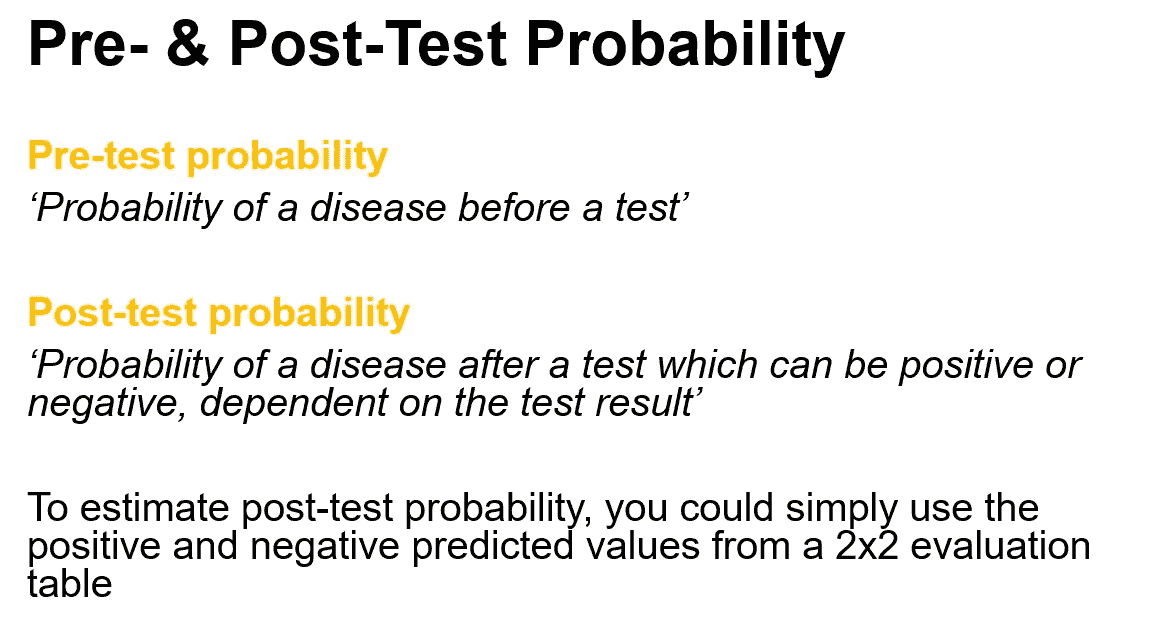 Pre- & Post-Test Probability
Pre-test probability
‘Probability of a disease before a test’
Post-test probability
‘Probability of a disease after a test which can be positive or
negative, dependent on the test result’
To estimate post-test probability, you could simply use the
positive and negative predicted values from a 2x2 evaluation
table